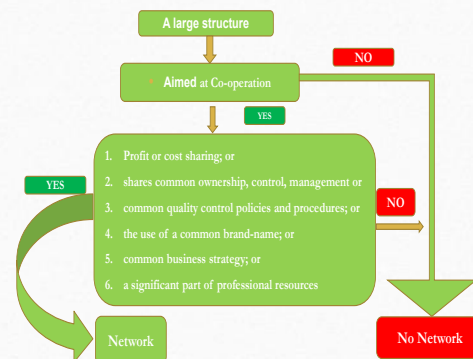 A large structure
NO
Aimed at Co-operation
YES
1. Profit or cost sharing; or
YES
2. shares common ownership, control, management or
NO
3. common quality control policies and procedures; or
4. the use of a common brand-name; or
5. common business strategy; or
6. a significant part of professional resources
Network
No Network